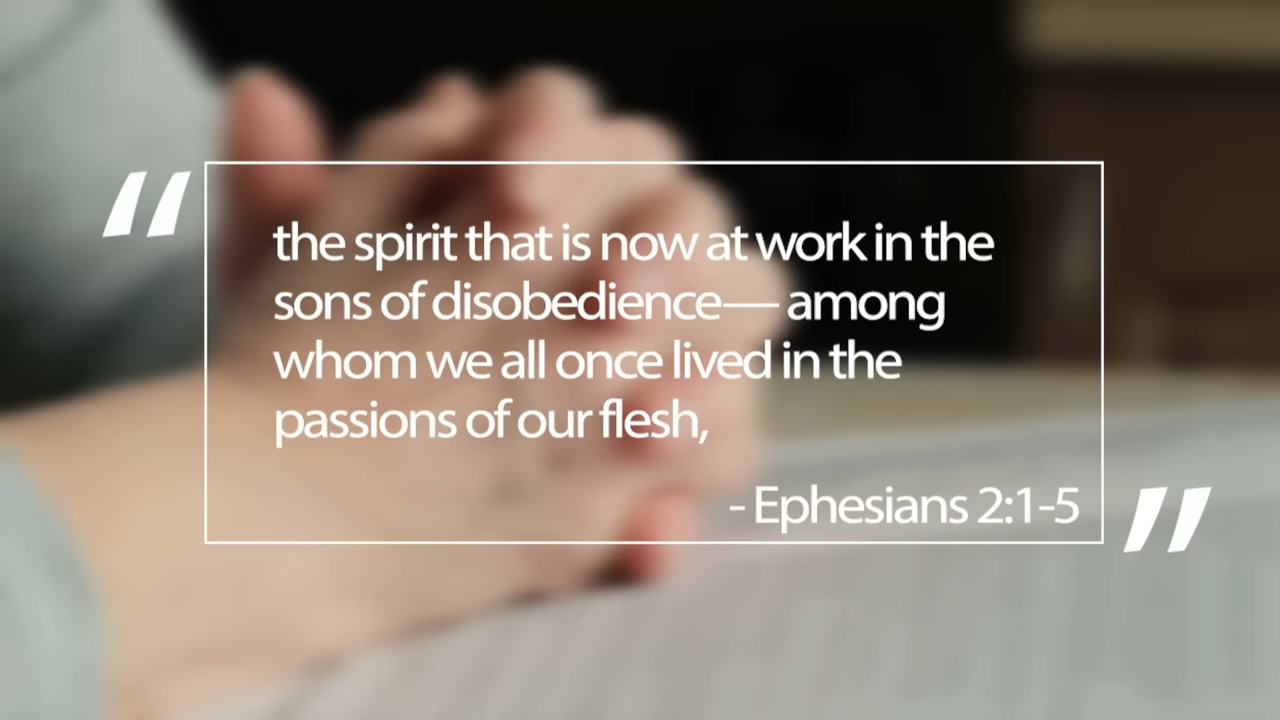 “
the spirit that is now at work in the
sons of disobedience— among
whom we all once lived in the
passions of our flesh,
- Ephesians 2:1-5
”